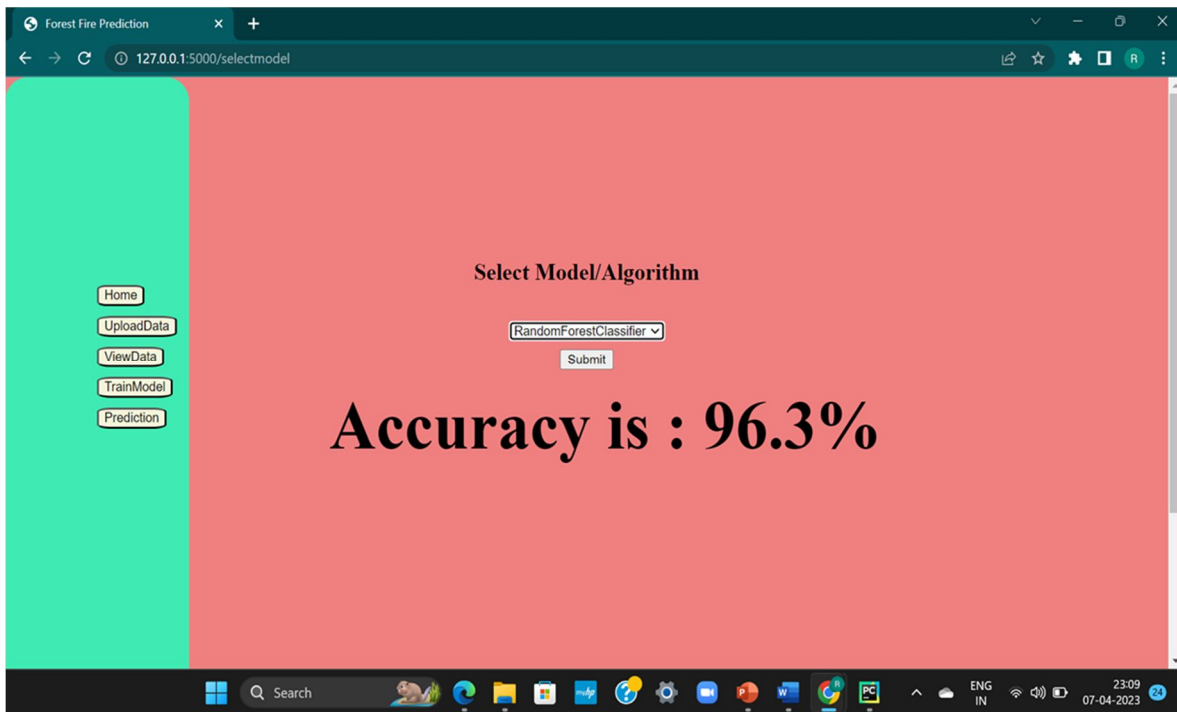 Forest Fire Prediction
127.0.0.1:5000/selectmodel
R
Select Model/Algorithm
Home
UploadData
ViewData
TrainModel
Prediction
RandomForestClassifier
Submit
Accuracy is : 96.3%
Search
ENG
IN
23:09
07-04-2023
24